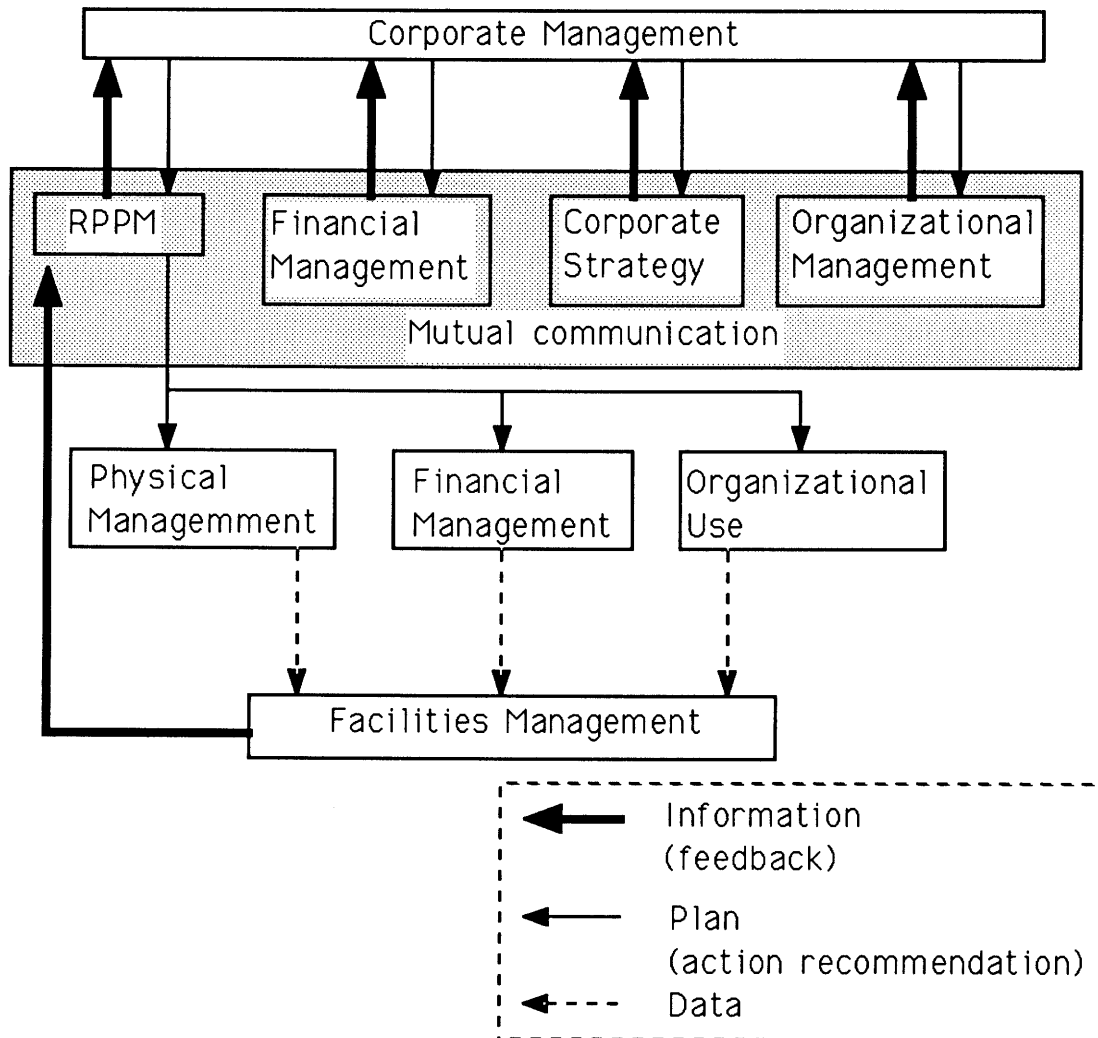 Corporate Management
RPPM
Financial
Management
Corporate
Strategy
Organizational
Management
Mutual communication
Physical
Managemment
Financial
Management
Organizational
Use
Facilities Management
Information
(feedback)
Plan
(action recommendation)
Data